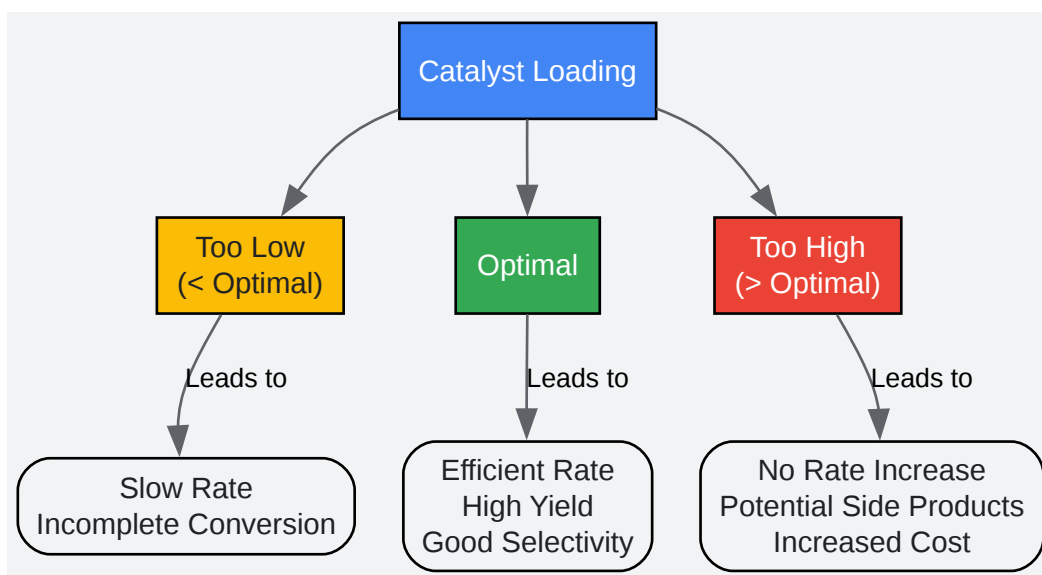 Catalyst Loading
Too Low
(< Optimal)
Optimal
Too High
(> Optimal)
Leads to
Leads to
Leads to
Slow Rate
Incomplete Conversion
Efficient Rate
High Yield
Good Selectivity
No Rate Increase
Potential Side Products
Increased Cost